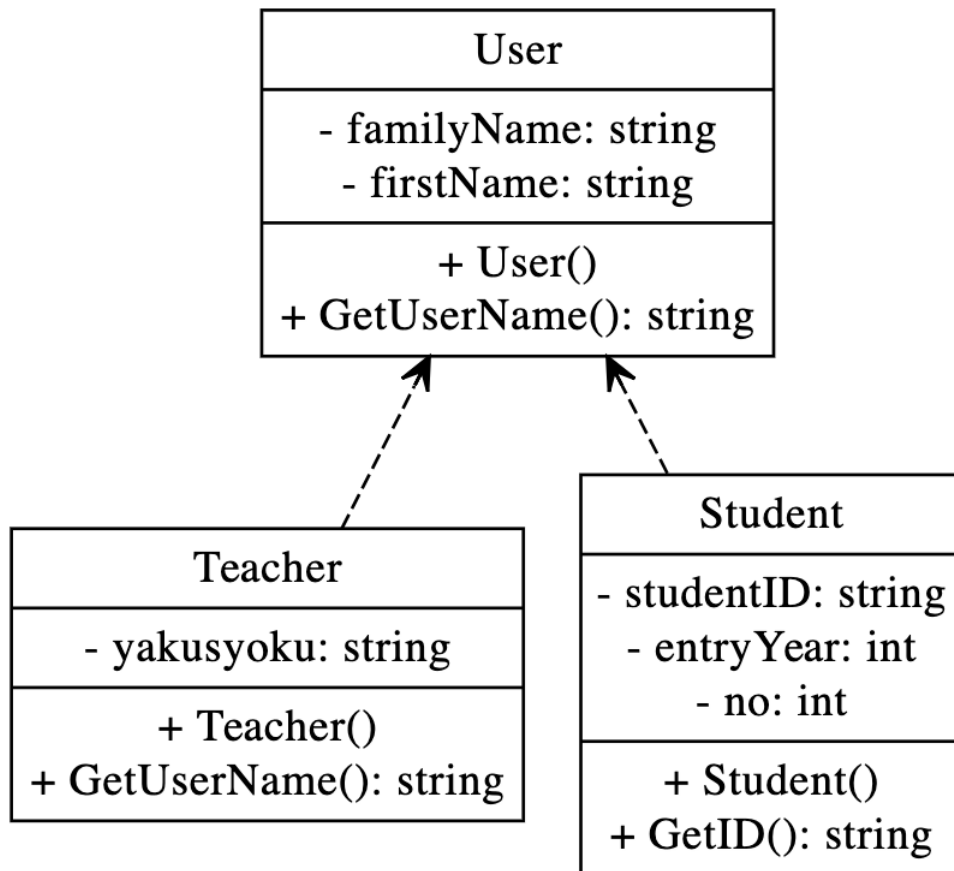 User
- familyName: string
- firstName: string
+ User()
+ GetUserName(): string
Teacher
- yakusyoku: string
+ Teacher()
+ GetUserName(): string
Student
- studentID: string
- entryYear: int
- no: int
+ Student()
+ GetID(): string